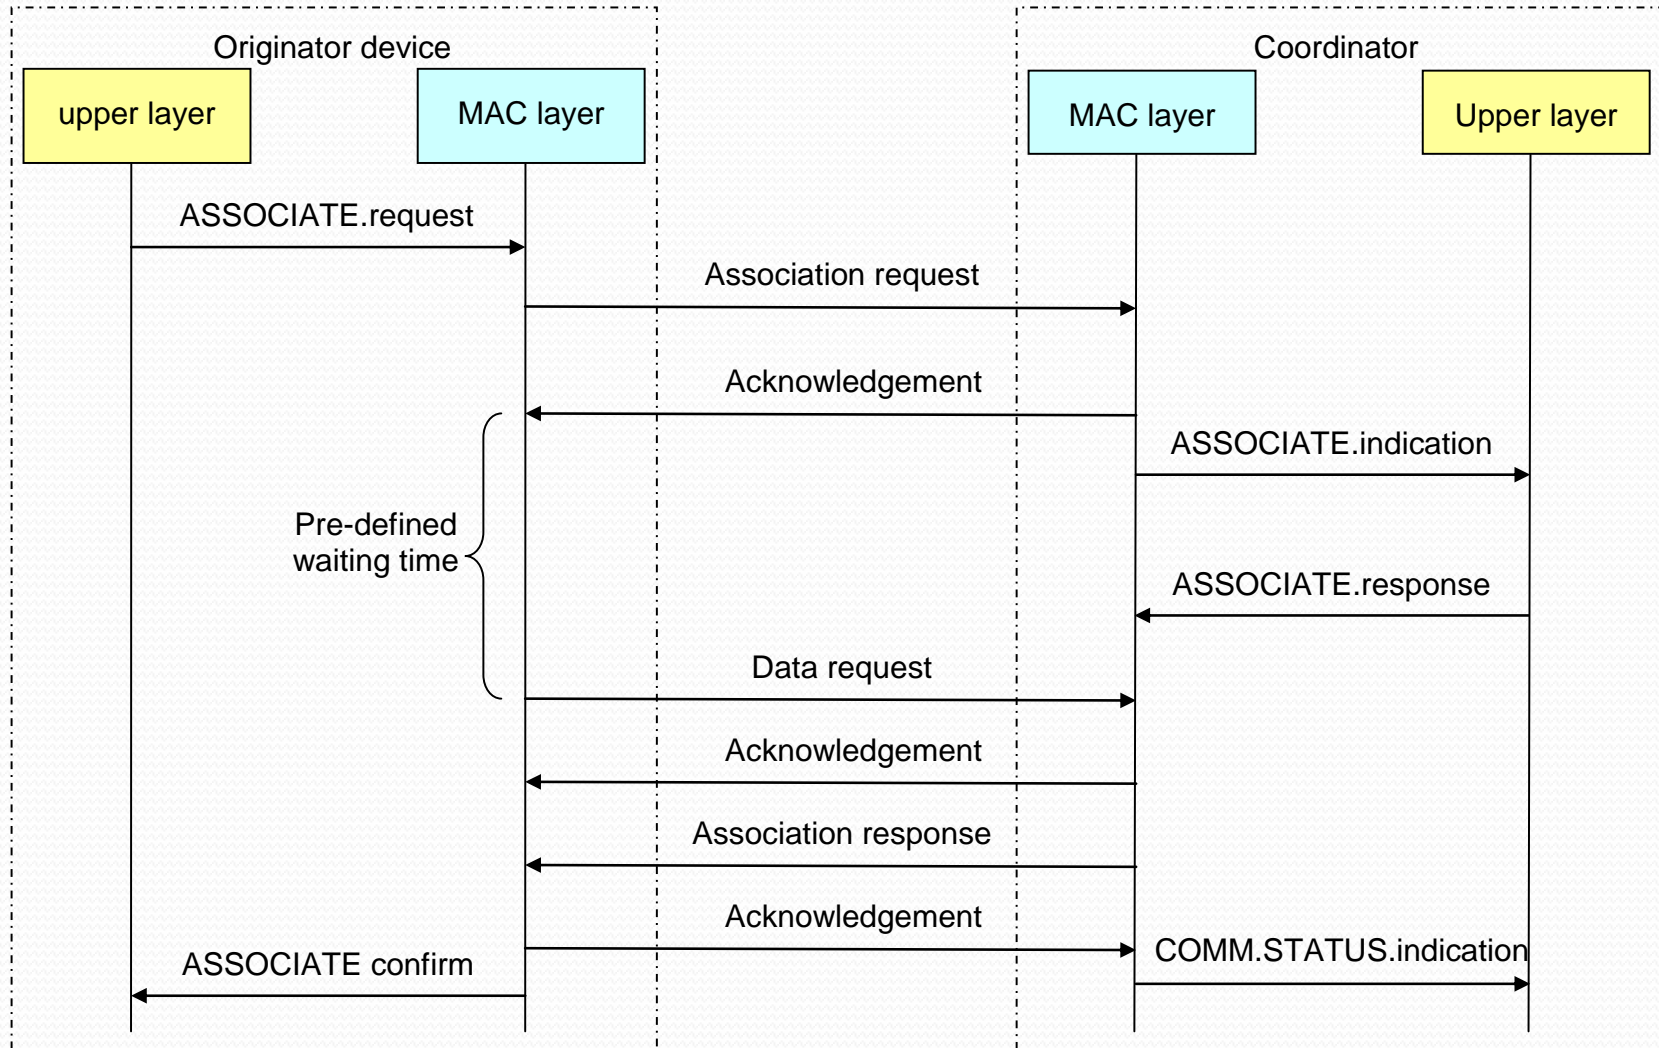 Originator device
Coordinator
upper layer
MAC layer
MAC layer
Upper layer
ASSOCIATE.request
Association request
Acknowledgement
ASSOCIATE.indication
Pre-defined
waiting time
ASSOCIATE.response
Data request
Acknowledgement
Association response
Acknowledgement
COMM.STATUS.indication
ASSOCIATE confirm